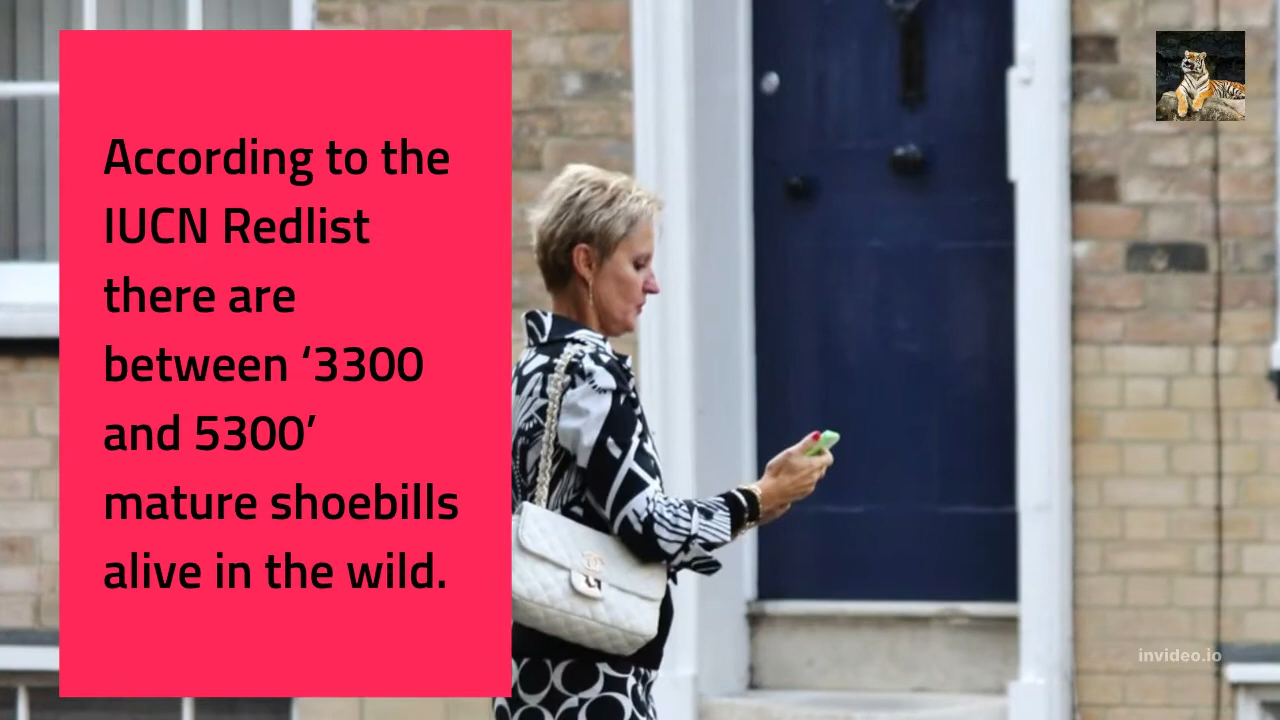 According to the
IUCN Redlist
there are
between ‘3300
and 5300’
mature shoebills
alive in the wild.
invideo.io